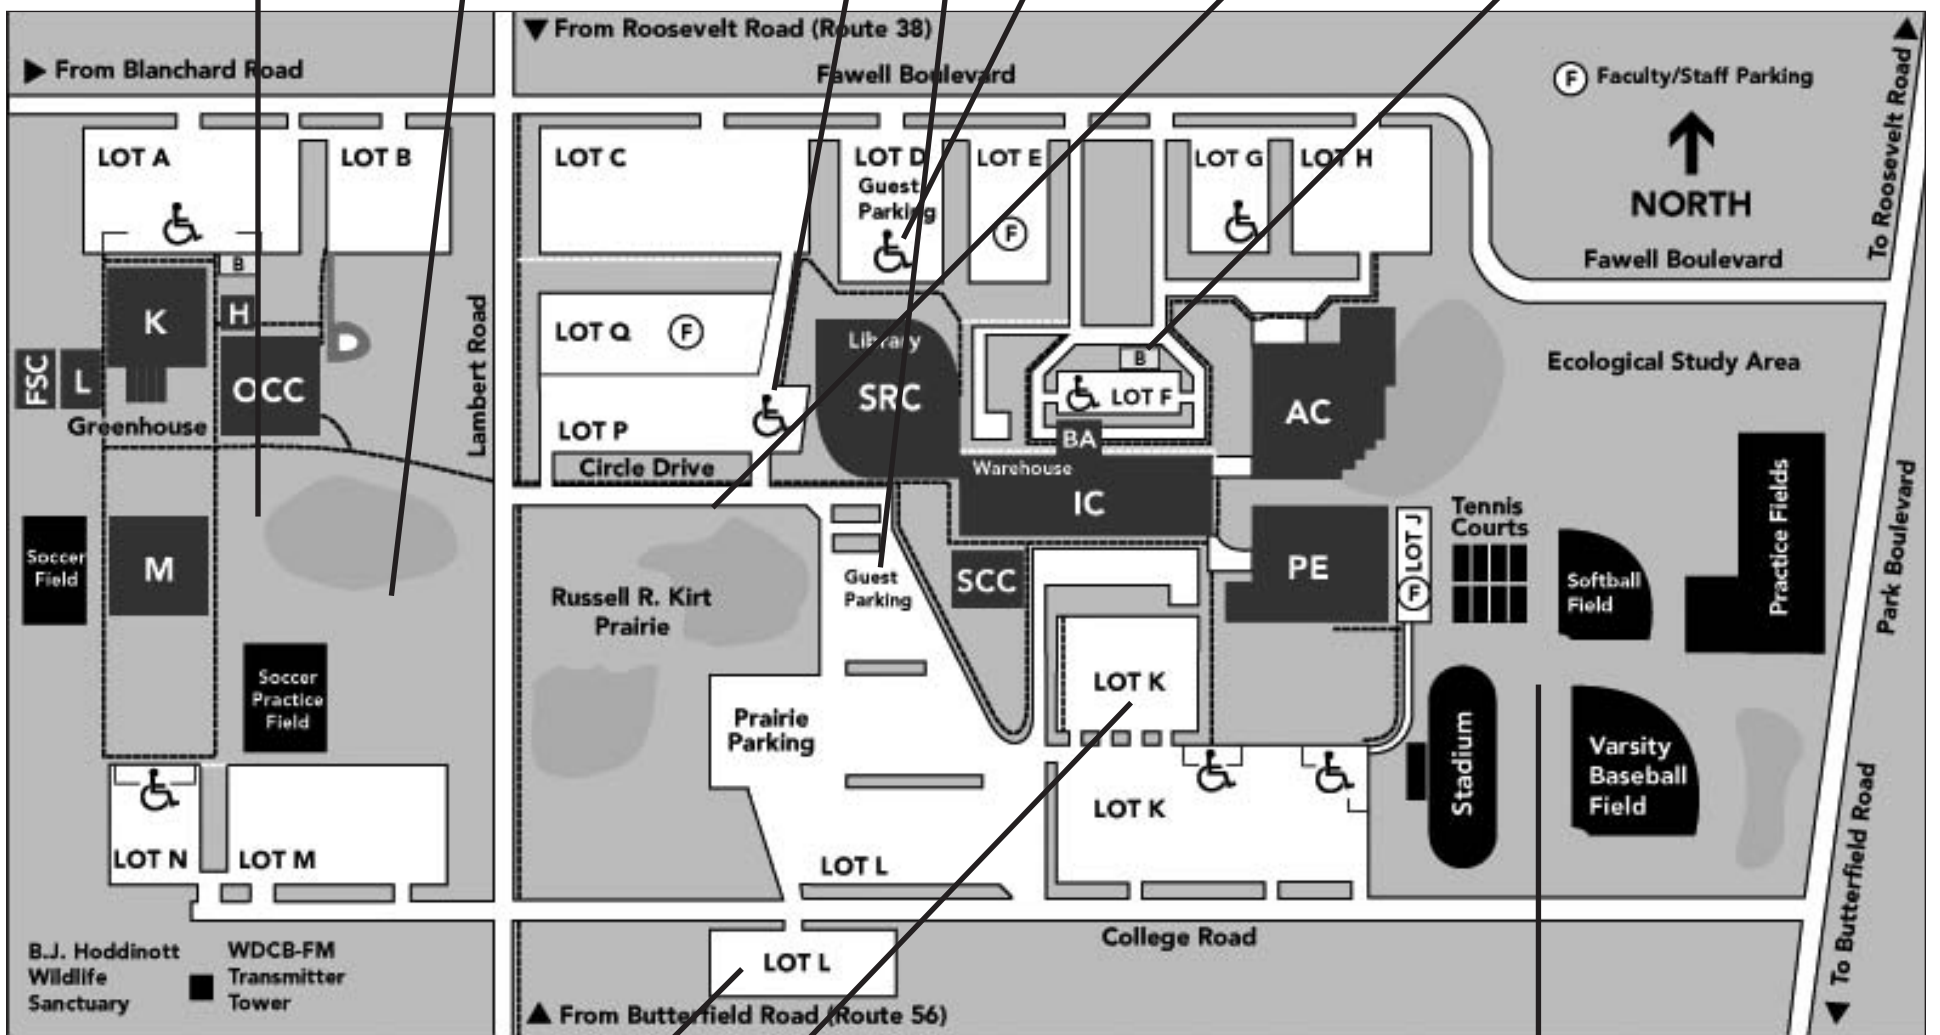 From Roosevelt Road (Route 38)
From Blanchard Road
Fawell Boulevard
F
Faculty/Staff Parking
To Roosevelt Road
NORTH
Fawell Boulevard
LOT A
LOT B
LOT C
LOT D
Guest
Parking
LOT E
F
LOT G
LOT H
B
K
H
FSC
L
OCC
Greenhouse
Lambert Road
LOT Q
F
LOT P
Circle Drive
Library
SRC
B
LOT F
BA
Warehouse
IC
AC
Ecological Study Area
Tennis
Courts
LOT J
F
PE
SCC
Practice Fields
Park Boulevard
Softball
Field
Soccer
Field
M
Guest
Parking
Russell R. Kirt
Prairie
Soccer
Practice
Field
Prairie
Parking
LOT K
LOT K
Stadium
Varsity
Baseball
Field
LOT N
LOT M
LOT L
To Butterfield Road
College Road
B.J. Hoddinott
Wildlife
Sanctuary
WDCB-FM
Transmitter
Tower
LOT L
From Butterfield Road (Route 56)